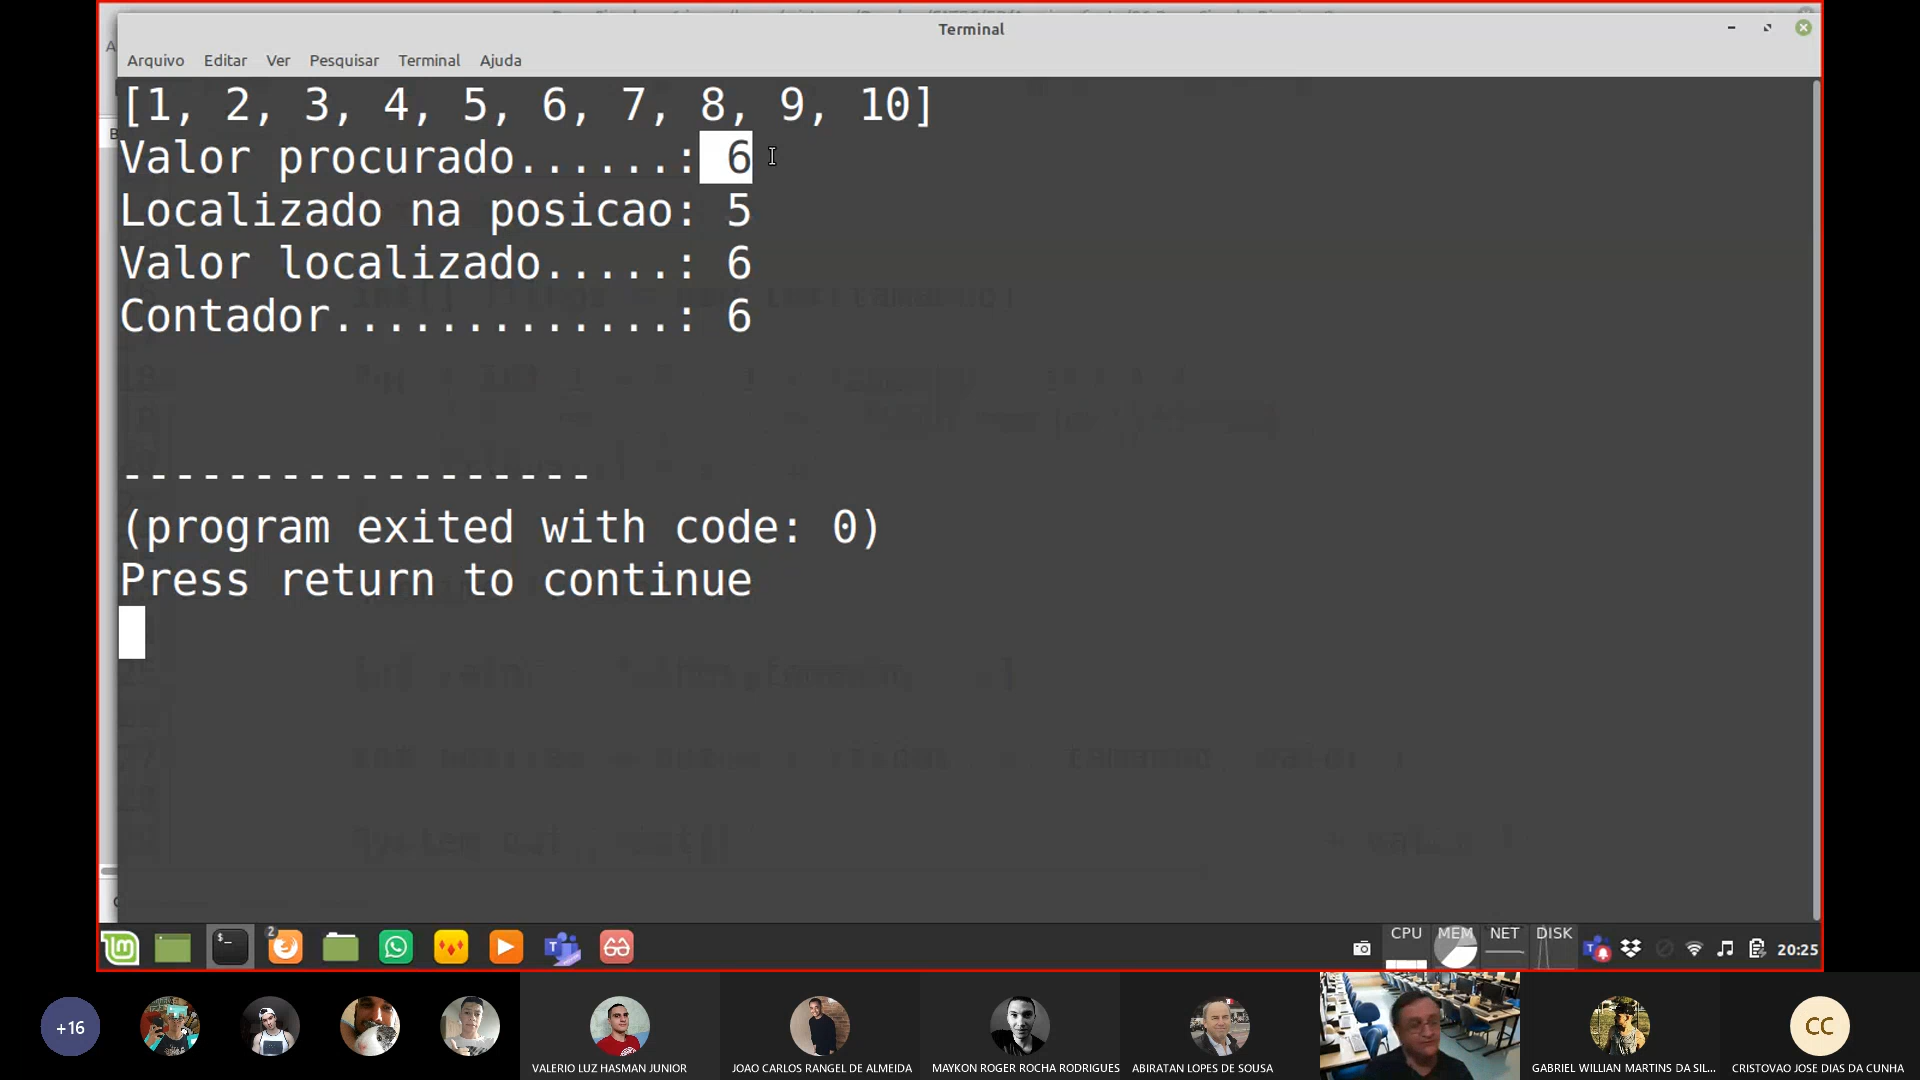 Terminal
Arquivo Editar Ver Pesquisar Terminal Ajuda
[1, 2, 3, 4, 5, 6, 7, 8, 9, 10]
Valor procurado......: 6
Localizado na posicao: 5
Valor localizado.....: 6
Contador.............: 6
------------------
(program exited with code: 0)
Press return to continue
2
CPU MEM NET DISK
20:25
+16
VALERIO LUZ HASMAN JUNIOR
JOAO CARLOS RANGEL DE ALMEIDA
MAYKON ROGER ROCHA RODRIGUES
ABIRATAN LOPES DE SOUSA
GABRIEL WILLIAN MARTINS DA SIL...
CC
CRISTOVAO JOSE DIAS DA CUNHA